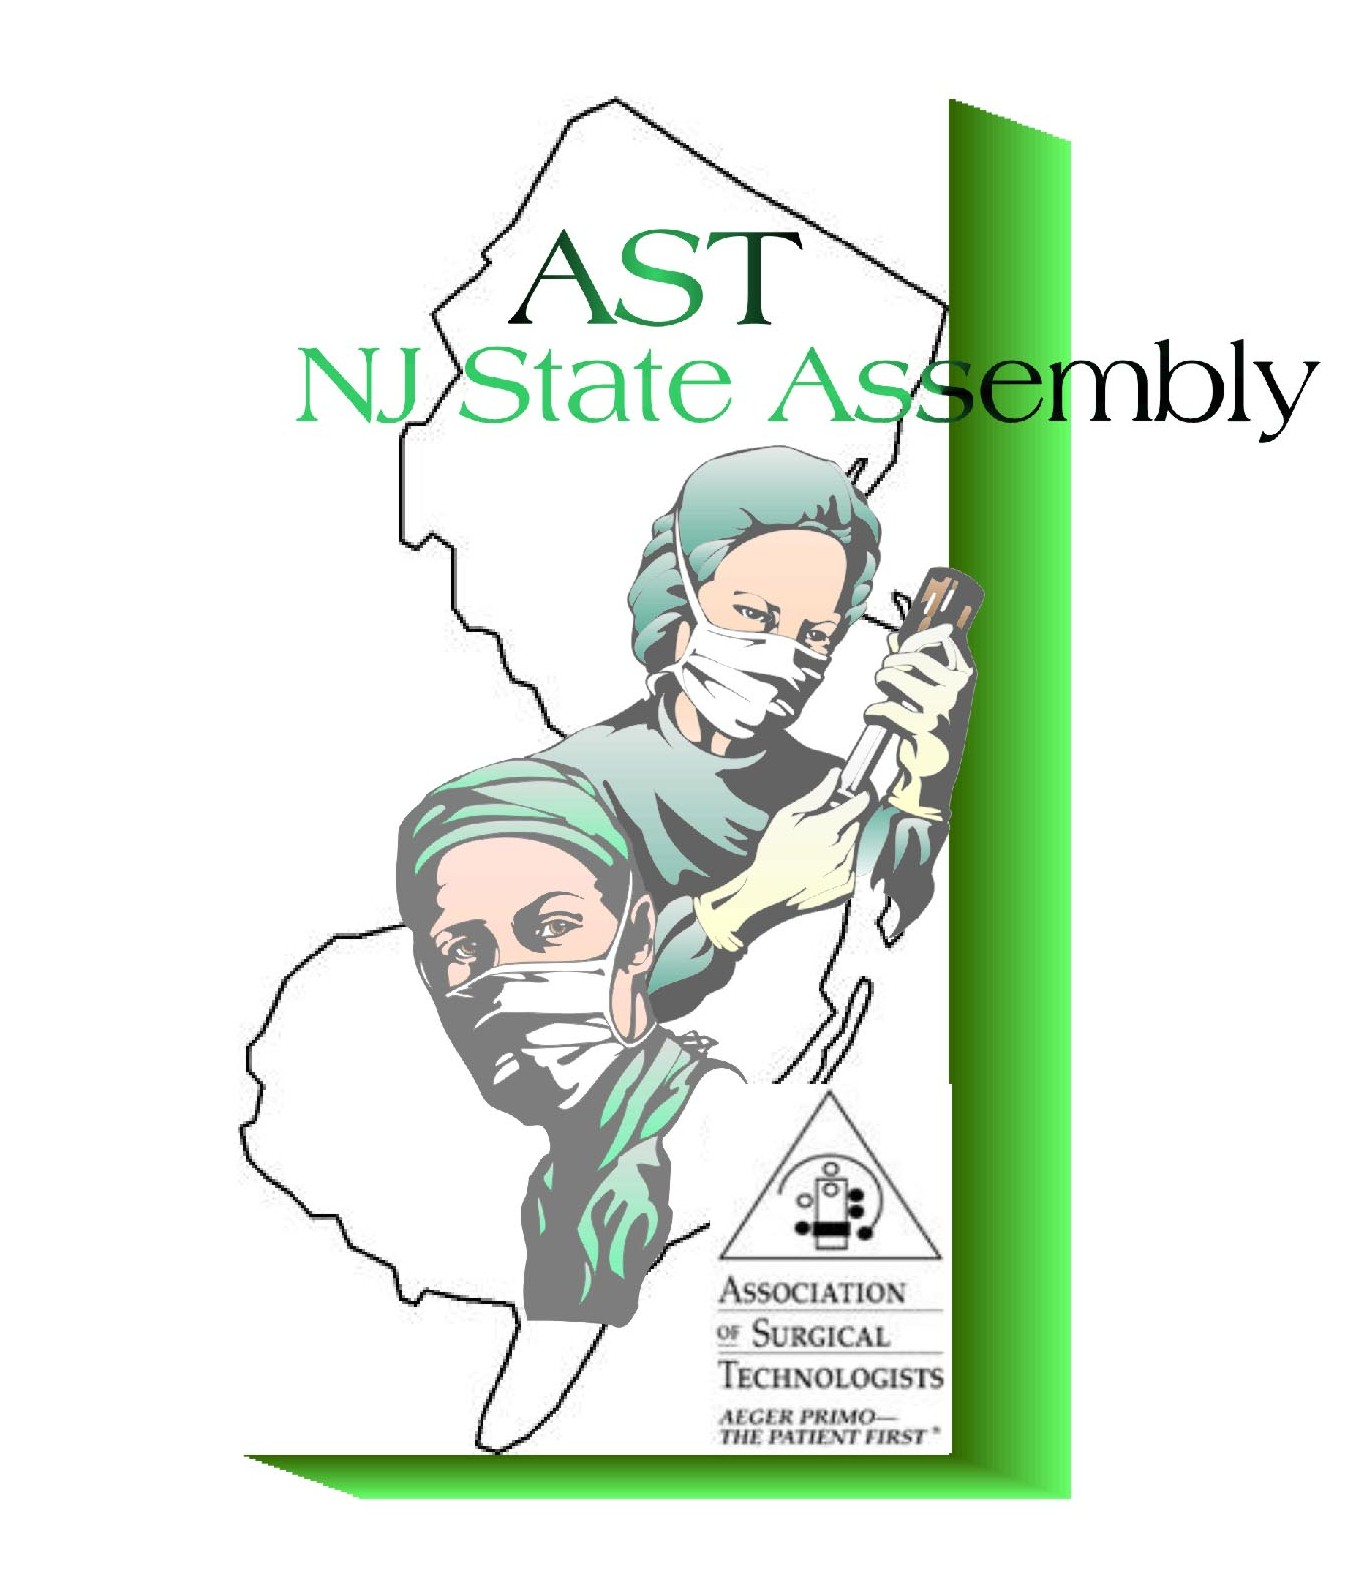 AST
NJ State Assembly
ASSOCIATION
OF SURGICAL
TECHNOLOGISTS
AEGER PRIMO—
THE PATIENT FIRST®